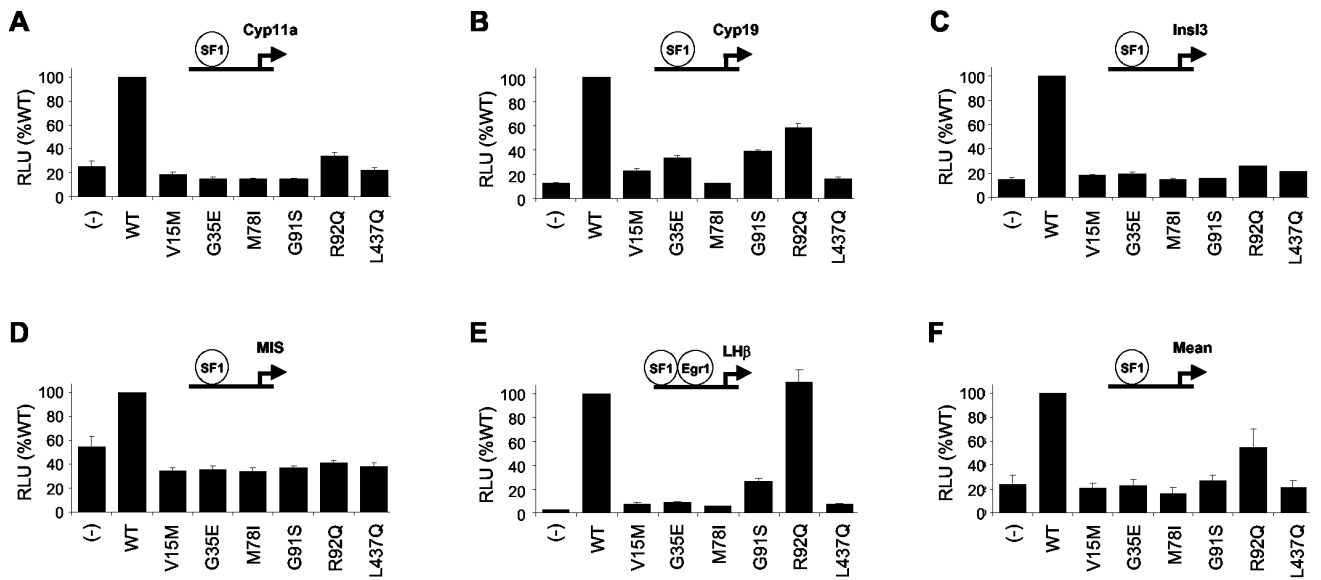 A
Cyp11a
SF1
RLU (%WT)
100
80
60
40
20
0
(-)
WT
V15M
G35E
M78I
G91S
R92Q
L437Q
B
Cyp19
SF1
RLU (%WT)
100
80
60
40
20
0
(-)
WT
V15M
G35E
M78I
G91S
R92Q
L437Q
C
Insl3
SF1
RLU (%WT)
100
80
60
40
20
0
(-)
WT
V15M
G35E
M78I
G91S
R92Q
L437Q
D
MIS
SF1
RLU (%WT)
100
80
60
40
20
0
(-)
WT
V15M
G35E
M78I
G91S
R92Q
L437Q
E
LHβ
SF1 Egr1
RLU (%WT)
100
80
60
40
20
0
(-)
WT
V15M
G35E
M78I
G91S
R92Q
L437Q
F
Mean
SF1
RLU (%WT)
100
80
60
40
20
0
(-)
WT
V15M
G35E
M78I
G91S
R92Q
L437Q